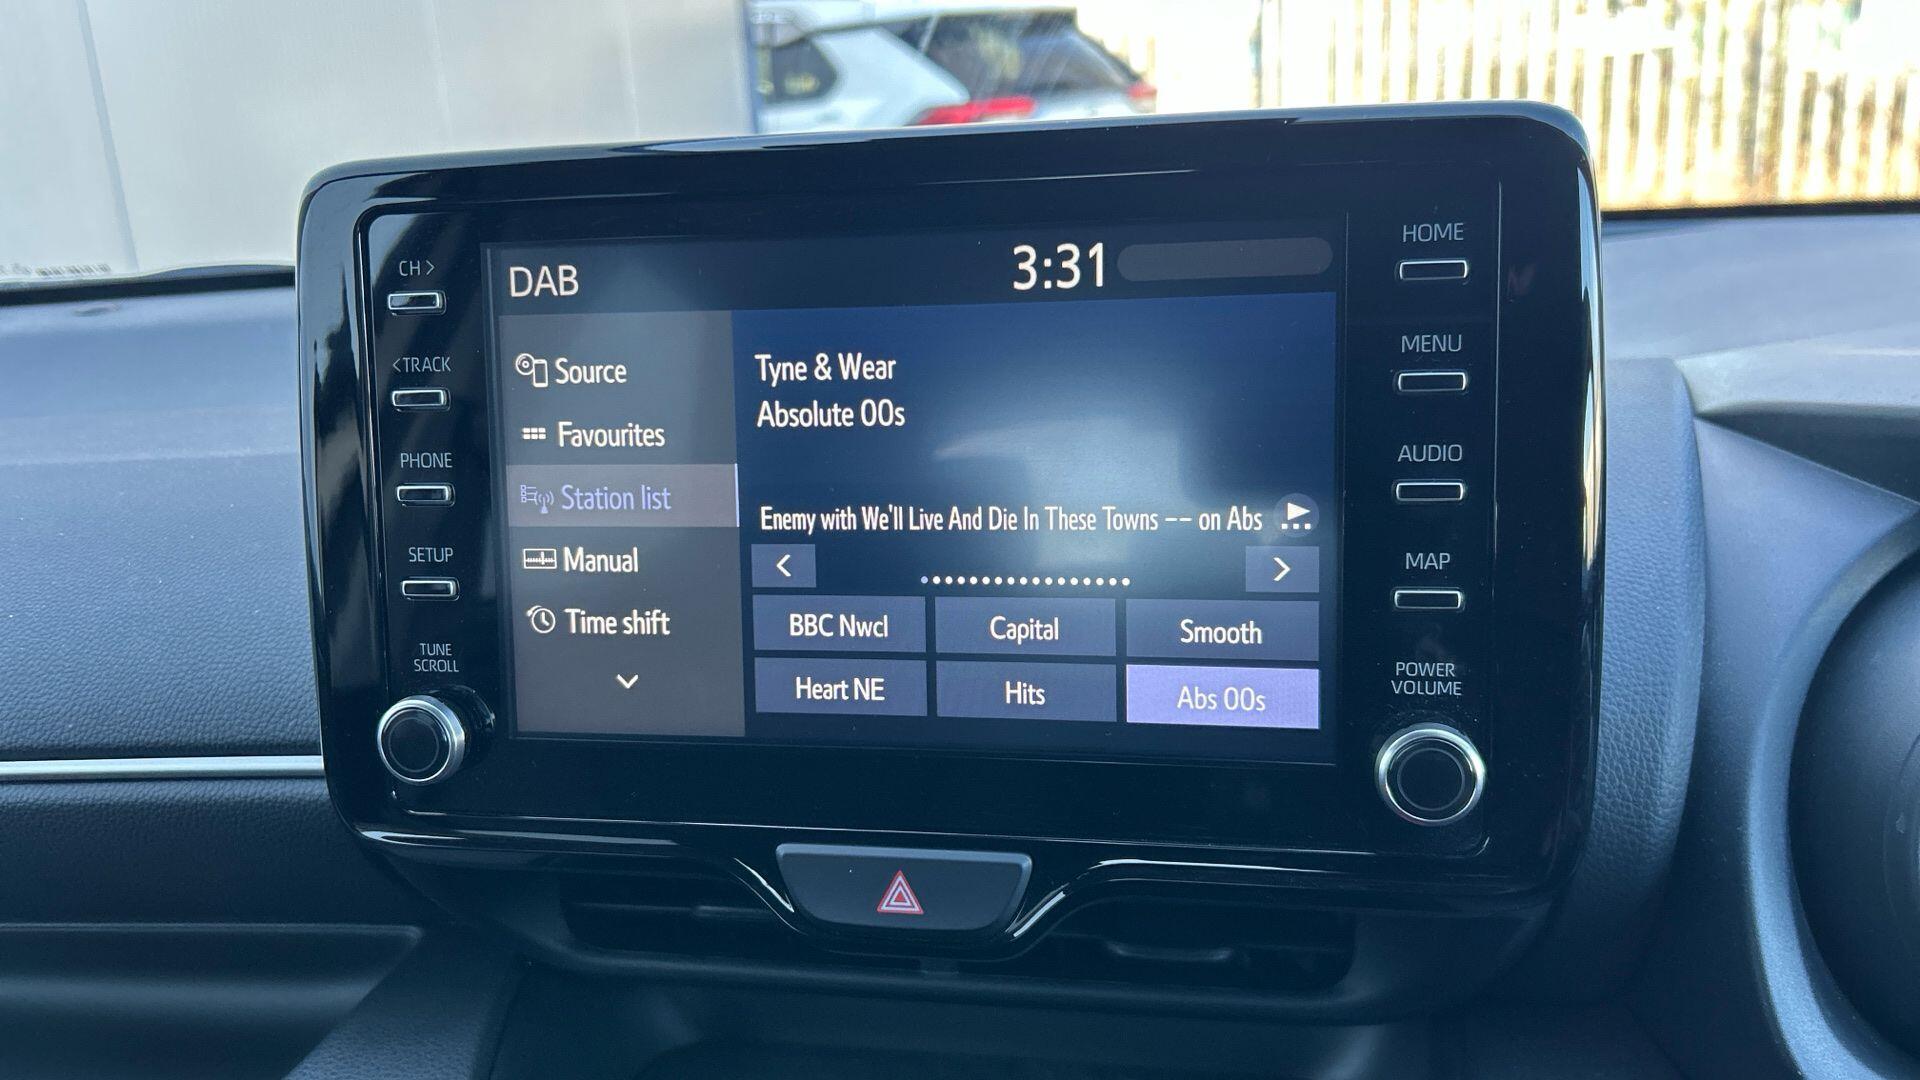 CH >
<TRACK
PHONE
SETUP
TUNE
SCROLL
DAB
3:31
Source
Favourites
Station list
Manual
Time shift
Tyne & Wear
Absolute 00s
Enemy with We'll Live And Die In These Towns -- on Abs
BBC Nwcl
Capital
Smooth
Heart NE
Hits
Abs 00s
HOME
MENU
AUDIO
MAP
POWER
VOLUME